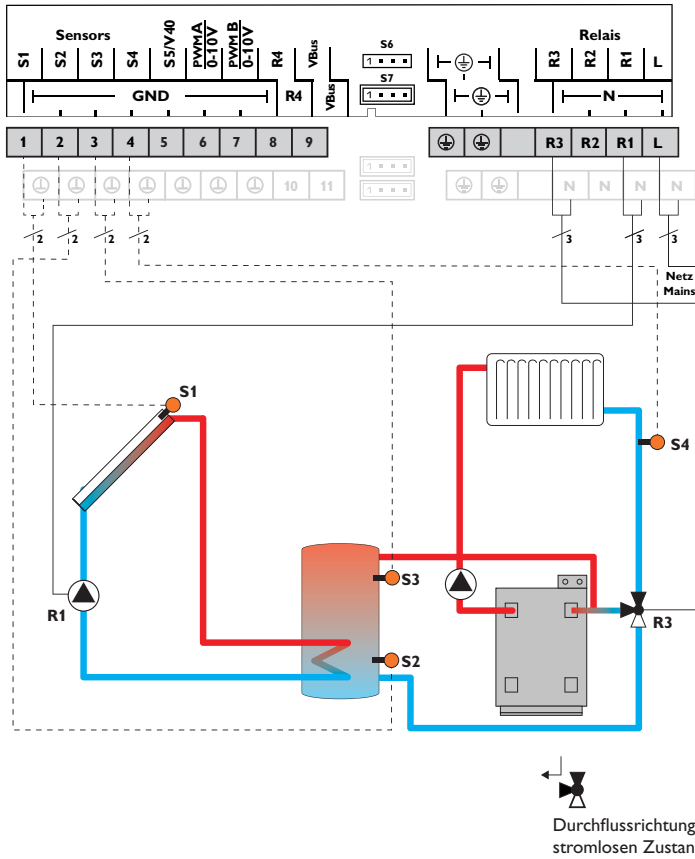 Sensors
Relais
S1 S2 S3 S4 S5/V40 PWM A 0-10V PWM B 0-10V R4 VBus
S6
1
S7
1
R3 R2 R1 L
GND
R4
VBus
N
1 2 3 4 5 6 7 8 9
R3 R2 R1 L
10 11
N N N N
2 2 2 2
3 3 3
Netz
Mains
S1
S4
S3
R1
R3
S2
Durchflussrichtung
stromlosen Zustan